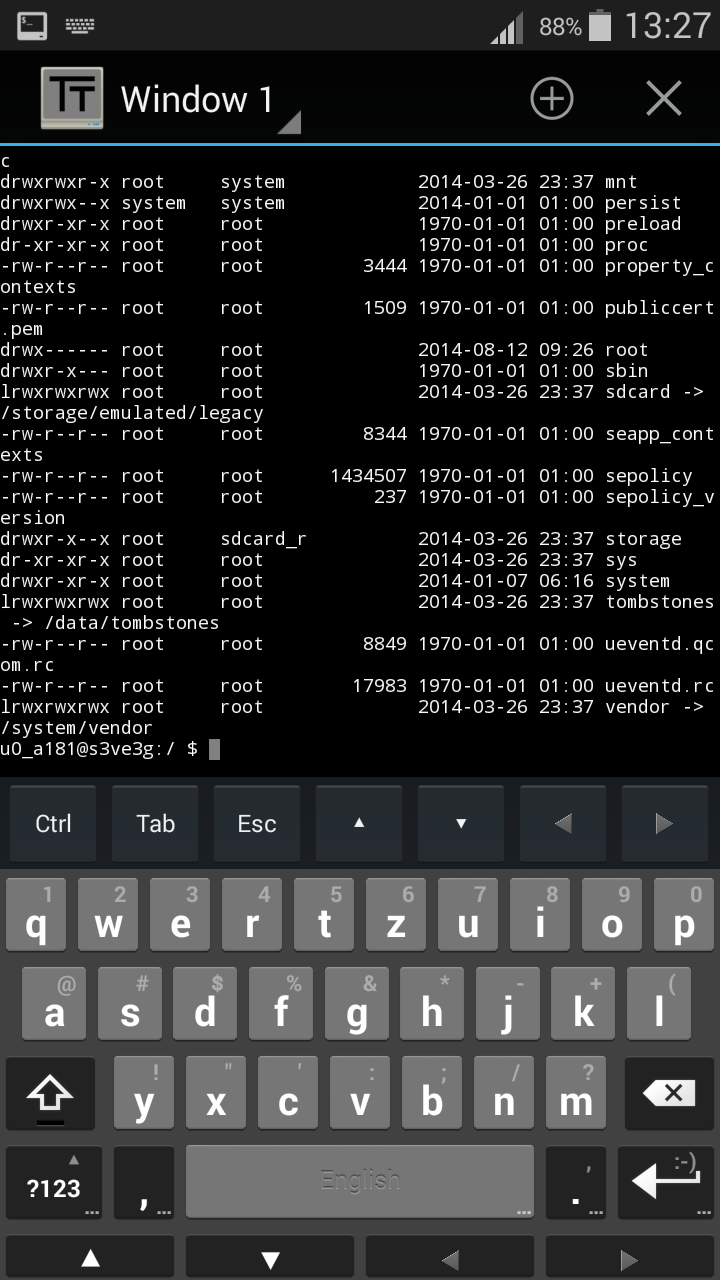 88% 13:27
TT Window 1
c
drwxrwxr-x root     system            2014-03-26 23:37 mnt
drwxrwx--x system   system            2014-01-01 01:00 persist
drwxr-xr-x root     root              1970-01-01 01:00 preload
dr-xr-xr-x root     root              1970-01-01 01:00 proc
-rw-r--r-- root     root         3444 1970-01-01 01:00 property_c
ontexts
-rw-r--r-- root     root         1509 1970-01-01 01:00 publiccert
.pem
drwx------ root     root              2014-08-12 09:26 root
drwxr-x--- root     root              1970-01-01 01:00 sbin
lrwxrwxrwx root     root              2014-03-26 23:37 sdcard ->
/storage/emulated/legacy
-rw-r--r-- root     root         8344 1970-01-01 01:00 seapp_cont
exts
-rw-r--r-- root     root      1434507 1970-01-01 01:00 sepolicy
-rw-r--r-- root     root          237 1970-01-01 01:00 sepolicy_v
ersion
drwxr-x--x root     sdcard_r          2014-03-26 23:37 storage
dr-xr-xr-x root     root              2014-03-26 23:37 sys
drwxr-xr-x root     root              2014-01-07 06:16 system
lrwxrwxrwx root     root              2014-03-26 23:37 tombstones
 -> /data/tombstones
-rw-r--r-- root     root         8849 1970-01-01 01:00 ueventd.qc
om.rc
-rw-r--r-- root     root        17983 1970-01-01 01:00 ueventd.rc
lrwxrwxrwx root     root              2014-03-26 23:37 vendor ->
/system/vendor
u0_a181@s3ve3g:/ $
Ctrl Tab Esc
1 2 3 4 5 6 7 8 9 0
q w e r t z u i o p
@ # $ % & * - + (
a s d f g h j k l
! " ' : ; / ?
y x c v b n m
?123 , ... English ... . , ... :-) ...